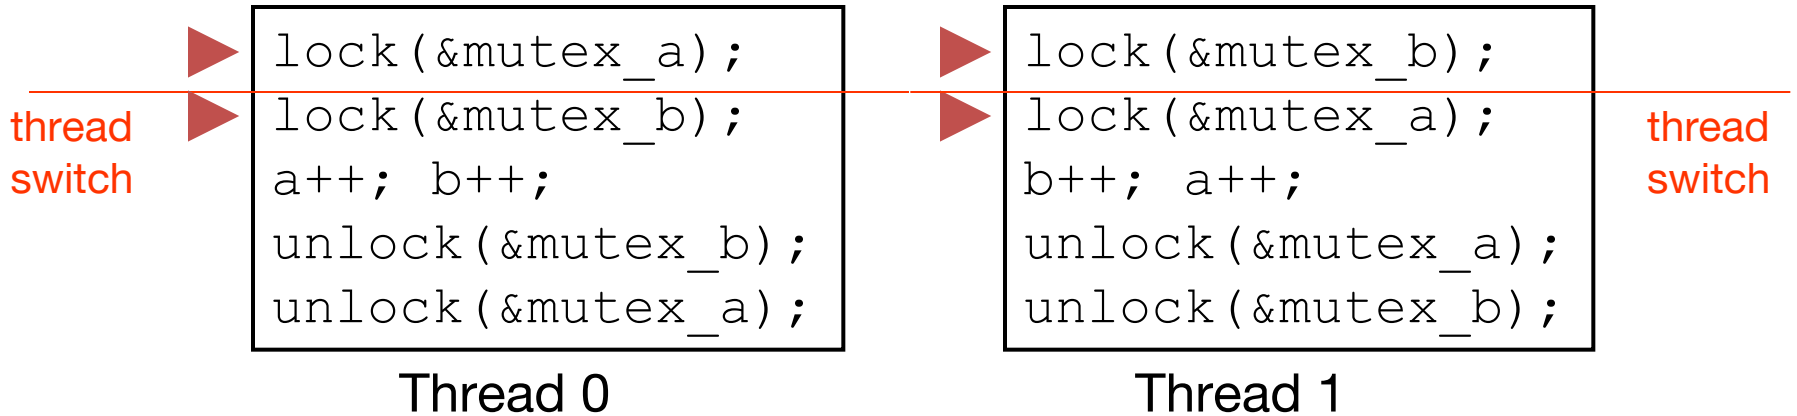 lock(&mutex_a);
lock(&mutex_b);
a++; b++;
unlock(&mutex_b);
unlock(&mutex_a);
Thread 0
thread
switch
lock(&mutex_b);
lock(&mutex_a);
b++; a++;
unlock(&mutex_a);
unlock(&mutex_b);
Thread 1
thread
switch